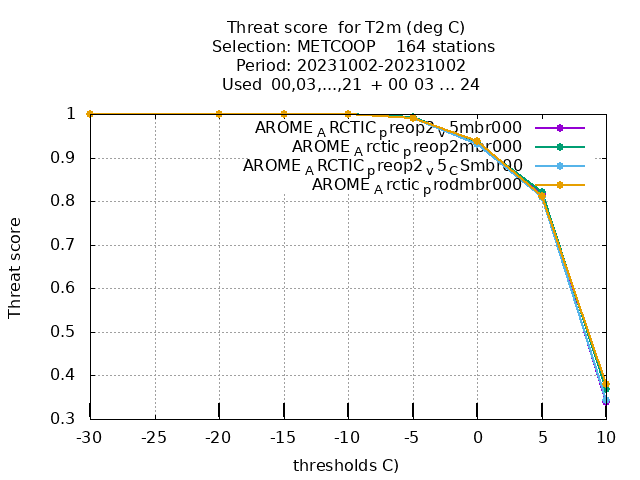 Threat score for T2m (deg C)
Selection: METCOOP 164 stations
Period: 20231002-20231002
Used 00,03,...,21 + 00 03 ... 24
AROME_ARCTIC_preop2_v5mbr000
AROME_Arctic_preop2mbr000
AROME_ARCTIC_preop2_v5_CSmbr00
AROME_Arctic_prodmbr000
1
0.9
0.8
0.7
0.6
0.5
0.4
0.3
Threat score
-30 -25 -20 -15 -10 -5 0 5 10
thresholds C)